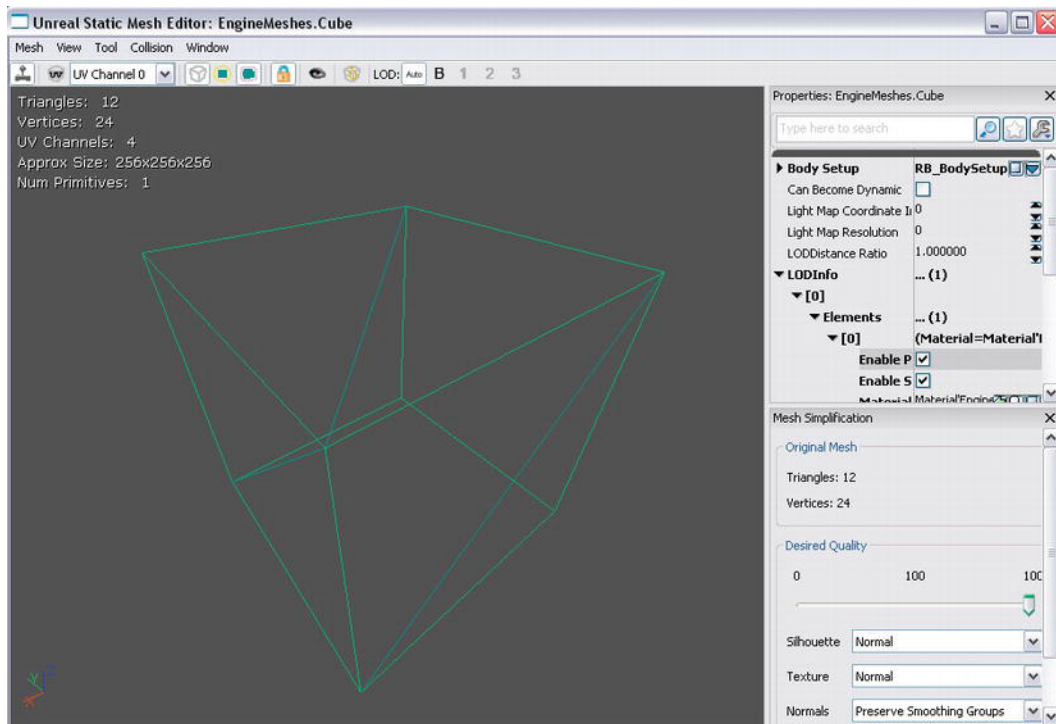 Unreal Static Mesh Editor: EngineMeshes.Cube
Mesh View Tool Collision Window
UV Channel 0 LOD: Auto B 1 2 3
Triangles: 12
Vertices: 24
UV Channels: 4
Approx Size: 256x256x256
Num Primitives: 1
Properties: EngineMeshes.Cube
Type here to search
Body Setup RB_BodySetup
Can Become Dynamic
Light Map Coordinate I 0
Light Map Resolution 0
LODDistance Ratio 1.000000
LODInfo ... (1)
[0]
Elements ... (1)
[0] (Material=Material'
Enable P
Enable S
Material Material'Engine
Mesh Simplification
Original Mesh
Triangles: 12
Vertices: 24
Desired Quality
0 100 100
Silhouette Normal
Texture Normal
Normals Preserve Smoothing Groups
Y Z
X